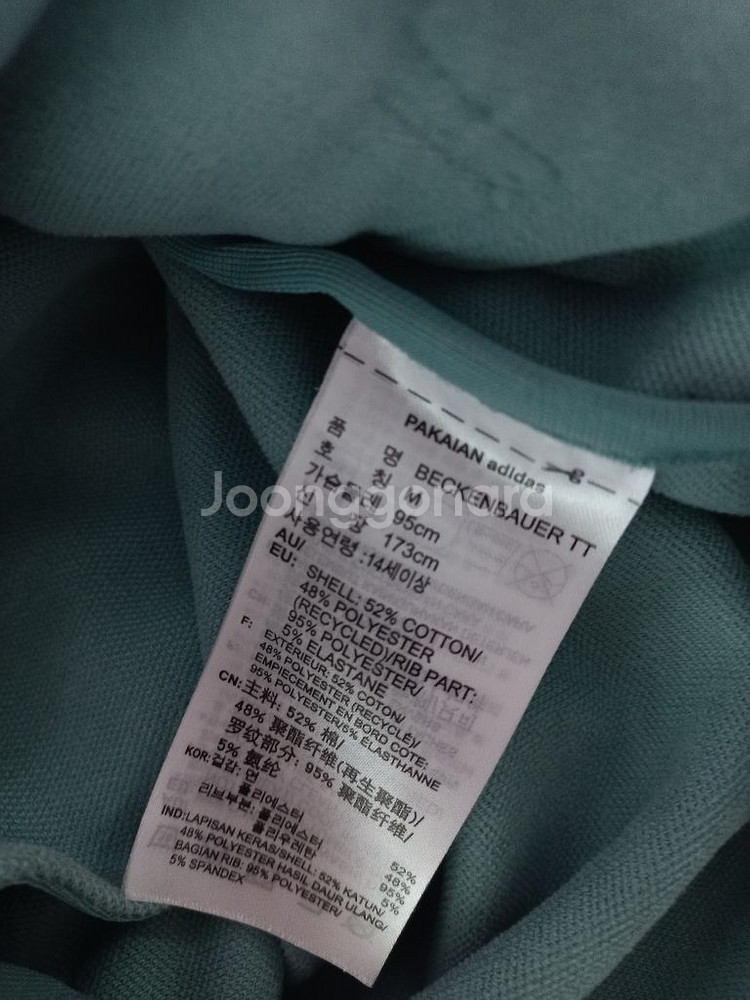 PAKAIAN adidas
품 명 BECKENBAUER TT
호 칭 M
가슴둘레 95cm
신 장 173cm
사용연령 :14세이상
AU/
EU: SHELL: 52% COTTON/
48% POLYESTER
(RECYCLED)/RIB PART:
95% POLYESTER/
5% ELASTANE
F: EXTÉRIEUR: 52% COTON/
48% POLYESTER (RECYCLÉ)/
EMPIECEMENT EN BORD COTE:
95% POLYESTER/5% ÉLASTHANNE
CN: 主料: 52% 棉/
48% 聚酯纤维(再生聚酯)/
罗纹部分: 95% 聚酯纤维/
5% 氨纶
KOR: 겉감: 면 52%
폴리에스터 48%
리브부분: 폴리에스터 95%
폴리우레탄 5%
IND:LAPISAN KERAS/SHELL: 52% KATUN/
48% POLYESTER HASIL DAUR ULANG/
BAGIAN RIB: 95% POLYESTER/
5% SPANDEX
Joonggonara